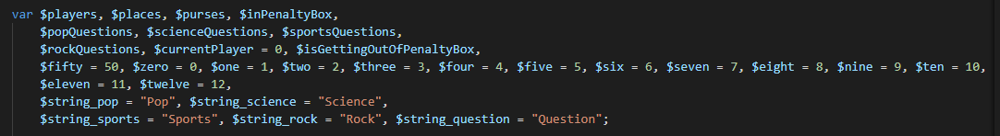 var $players, $places, $purses, $inPenaltyBox,
$popQuestions, $scienceQuestions, $sportsQuestions,
$rockQuestions, $currentPlayer = 0, $isGettingOutOfPenaltyBox,
$fifty = 50, $zero = 0, $one = 1, $two = 2, $three = 3, $four = 4, $five = 5, $six = 6, $seven = 7, $eight = 8, $nine = 9, $ten = 10,
$eleven = 11, $twelve = 12,
$string_pop = "Pop", $string_science = "Science",
$string_sports = "Sports", $string_rock = "Rock", $string_question = "Question";